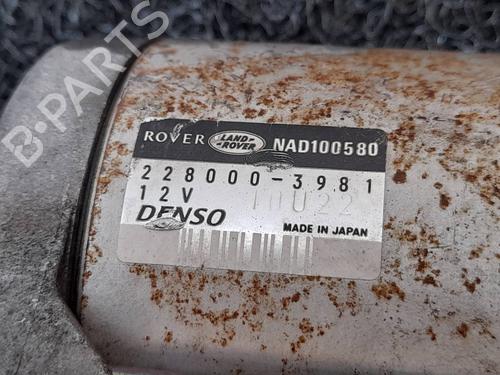 B-PARTS
ROVER LAND ROVER NAD100580
228000-3981
12V 10U22
DENSO MADE IN JAPAN